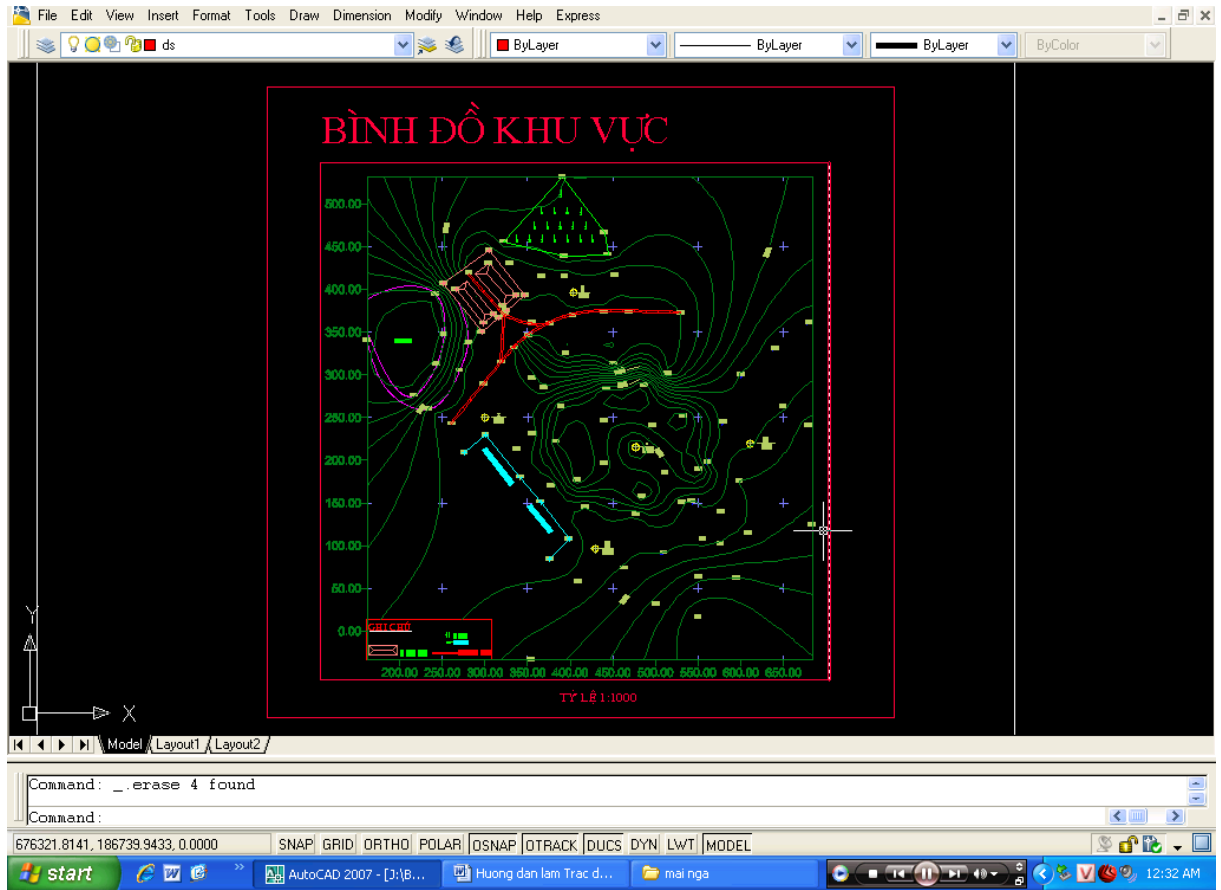 File Edit View Insert Format Tools Draw Dimension Modify Window Help Express
ds ByLayer ByLayer ByLayer ByColor
BÌNH ĐỒ KHU VỰC
500.00
450.00
400.00
350.00
300.00
250.00
200.00
150.00
100.00
50.00
0.00
GHI CHÚ
200.00 250.00 300.00 350.00 400.00 450.00 500.00 550.00 600.00 650.00
TỶ LỆ 1:1000
Y
X
Model Layout1 Layout2
Command: _.erase 4 found
Command:
676321.8141, 186739.9433, 0.0000 SNAP GRID ORTHO POLAR OSNAP OTRACK DUCS DYN LWT MODEL
start AutoCAD 2007 - [J:\B... Huong dan lam Trac d... mai nga 12:32 AM